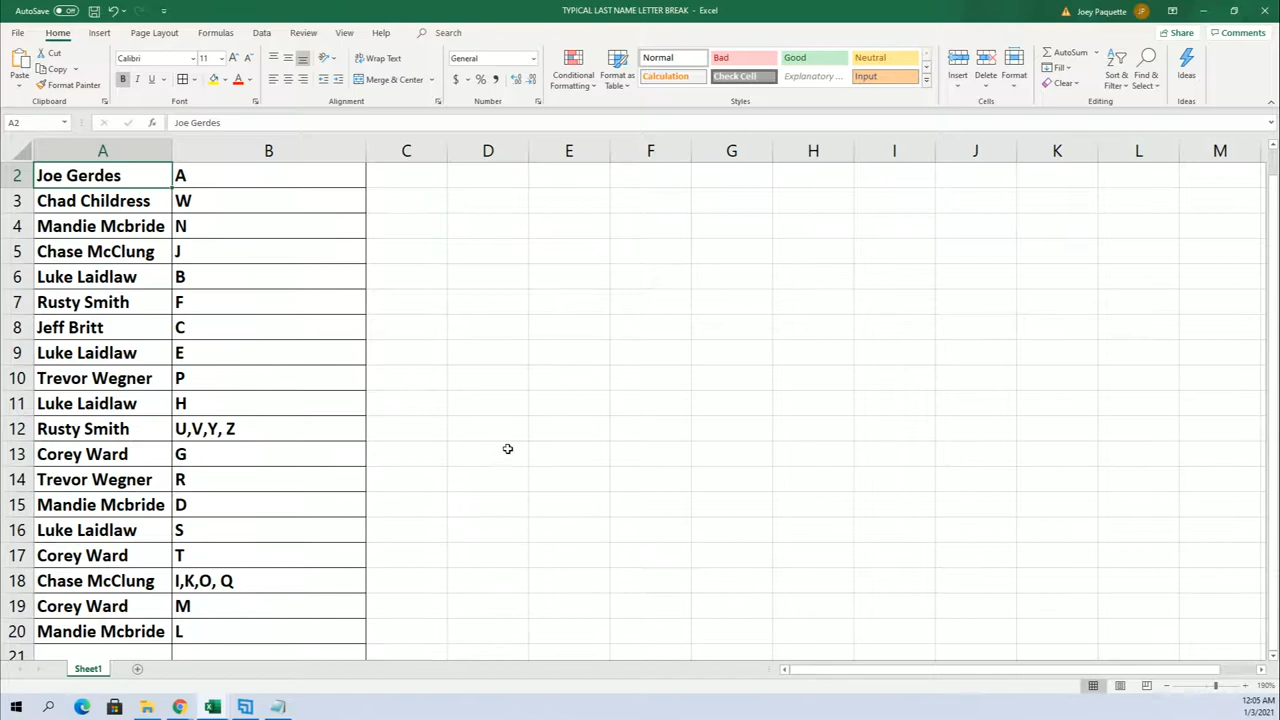 AutoSave Off TYPICAL LAST NAME LETTER BREAK - Excel Joey Paquette JP
File Home Insert Page Layout Formulas Data Review View Help Search Share Comments
Paste Cut Copy Format Painter Clipboard
Calibri 11 B I U A Font
Wrap Text Merge & Center Alignment
General $ % Number
Conditional Formatting Format as Table
Normal Bad Good Neutral
Calculation Check Cell Explanatory ... Input
Styles
Insert Delete Format Cells
AutoSum Fill Clear Sort & Filter Find & Select Editing
Ideas Ideas
A2 fx Joe Gerdes
A B C D E F G H I J K L M
2 Joe Gerdes A
3 Chad Childress W
4 Mandie Mcbride N
5 Chase McClung J
6 Luke Laidlaw B
7 Rusty Smith F
8 Jeff Britt C
9 Luke Laidlaw E
10 Trevor Wegner P
11 Luke Laidlaw H
12 Rusty Smith U,V,Y, Z
13 Corey Ward G
14 Trevor Wegner R
15 Mandie Mcbride D
16 Luke Laidlaw S
17 Corey Ward T
18 Chase McClung I,K,O, Q
19 Corey Ward M
20 Mandie Mcbride L
21
Sheet1
190%
12:05 AM
1/3/2021